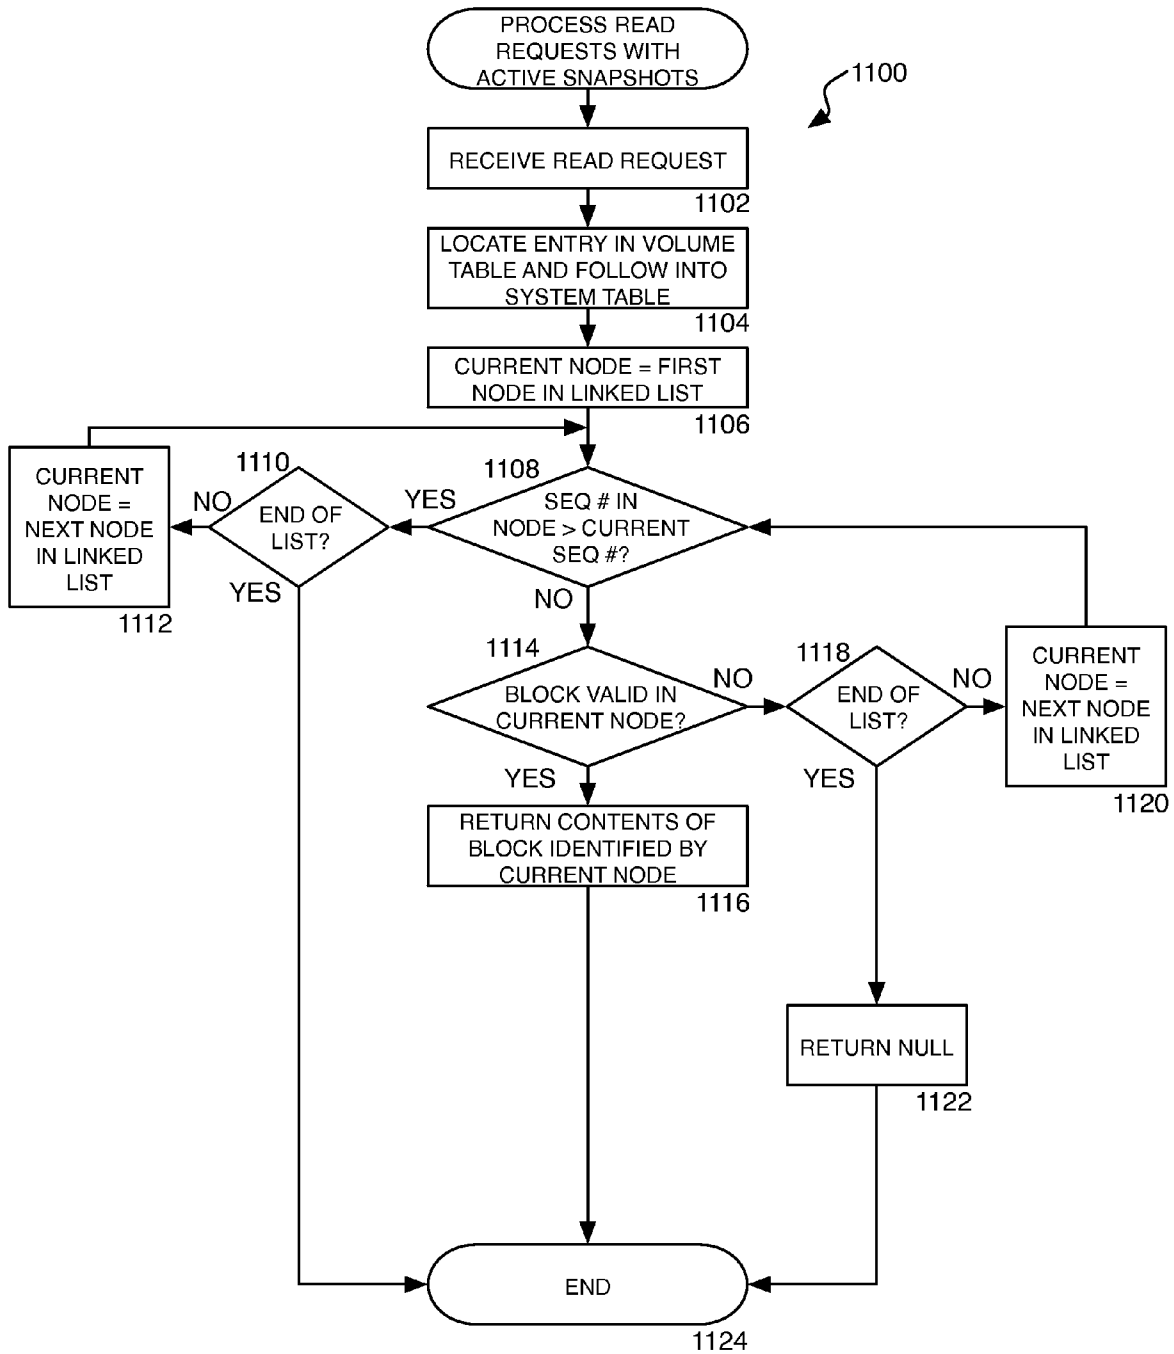 PROCESS READ
REQUESTS WITH
ACTIVE SNAPSHOTS
1100
RECEIVE READ REQUEST
1102
LOCATE ENTRY IN VOLUME
TABLE AND FOLLOW INTO
SYSTEM TABLE
1104
CURRENT NODE = FIRST
NODE IN LINKED LIST
1106
1108
SEQ # IN
NODE > CURRENT
SEQ #?
YES
NO
1110
END OF
LIST?
NO
YES
CURRENT
NODE =
NEXT NODE
IN LINKED
LIST
1112
1114
BLOCK VALID IN
CURRENT NODE?
NO
YES
1118
END OF
LIST?
NO
YES
CURRENT
NODE =
NEXT NODE
IN LINKED
LIST
1120
RETURN CONTENTS OF
BLOCK IDENTIFIED BY
CURRENT NODE
1116
RETURN NULL
1122
END
1124